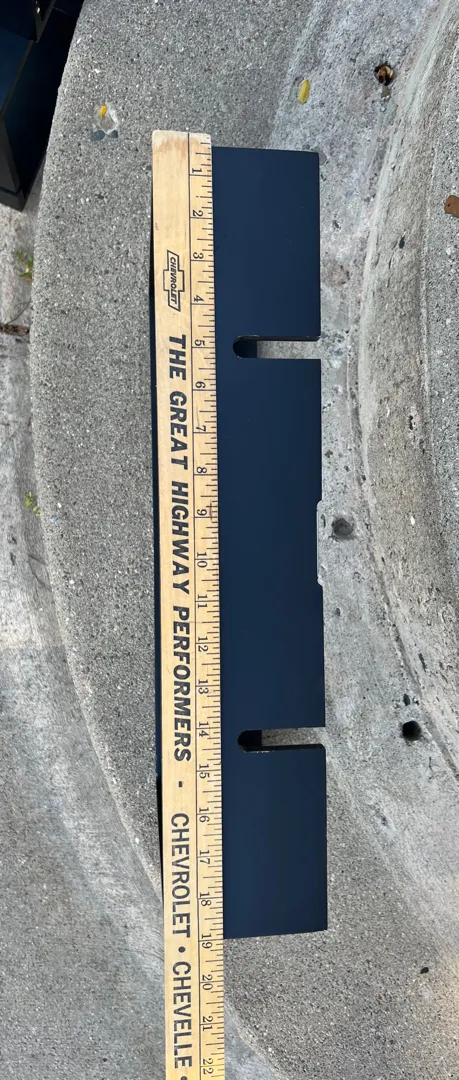 1 2 3 4 5 6 7 8 9 10 11 12 13 14 15 16 17 18 19 20 21 22
CHEVROLET
THE GREAT HIGHWAY PERFORMERS - CHEVROLET • CHEVELLE •